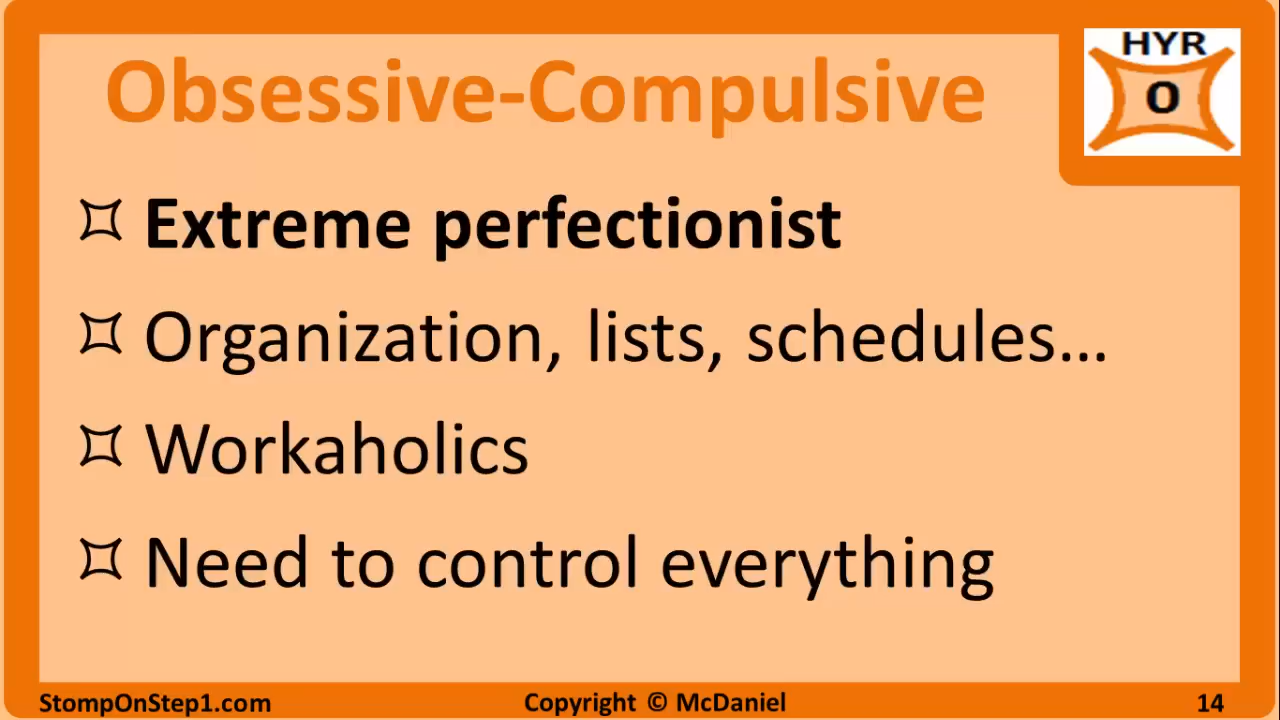 Obsessive-Compulsive
HYR
O
Extreme perfectionist
Organization, lists, schedules...
Workaholics
Need to control everything
StompOnStep1.com
Copyright © McDaniel
14